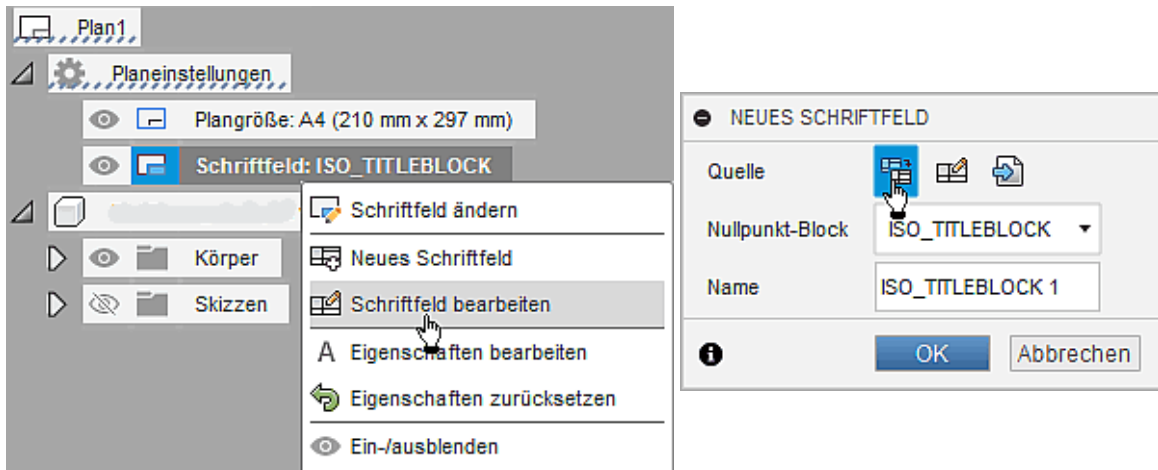 Plan1
Planeinstellungen
Plangröße: A4 (210 mm x 297 mm)
Schriftfeld: ISO_TITLEBLOCK
Schriftfeld ändern
Körper
Neues Schriftfeld
Skizzen
Schriftfeld bearbeiten
A Eigenschaften bearbeiten
Eigenschaften zurücksetzen
Ein-/ausblenden
NEUES SCHRIFTFELD
Quelle
Nullpunkt-Block ISO_TITLEBLOCK
Name ISO_TITLEBLOCK 1
OK Abbrechen